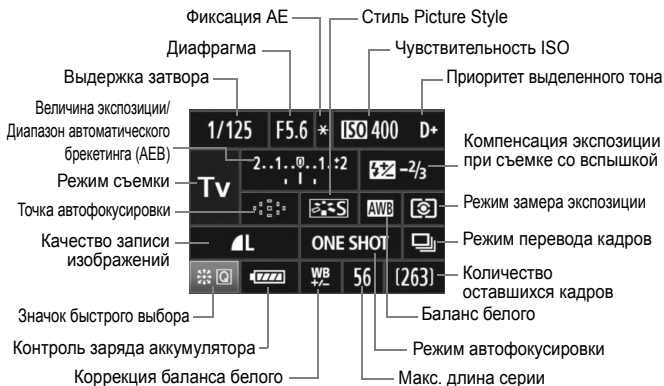 Фиксация AE
Стиль Picture Style
Диафрагма
Чувствительность ISO
Выдержка затвора
Приоритет выделенного тона
Величина экспозиции/
Диапазон автоматического
брекетинга (AEB)
Режим съемки
Точка автофокусировки
Качество записи
изображений
Значок быстрого выбора
Контроль заряда аккумулятора
Коррекция баланса белого
1/125 F5.6 * ISO 400 D+
2..1..0..1..2 -2/3
Tv
S AWB
L ONE SHOT
Q WB +/- 56 [263]
Компенсация экспозиции
при съемке со вспышкой
Режим замера экспозиции
Режим перевода кадров
Количество
оставшихся кадров
Баланс белого
Режим автофокусировки
Макс. длина серии